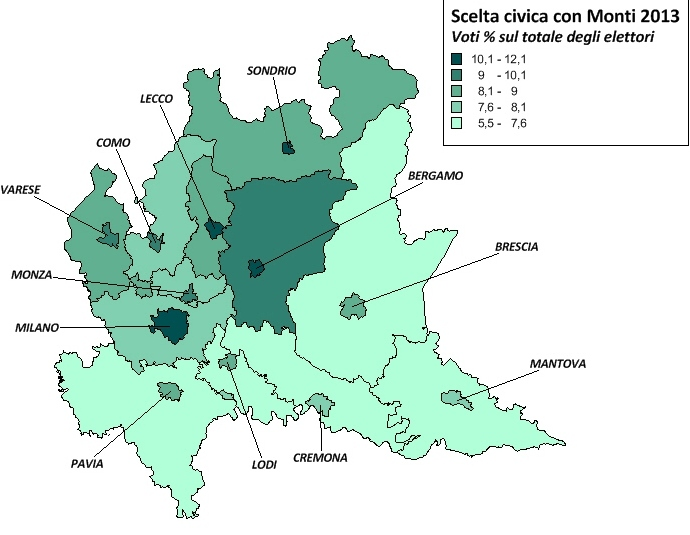 Scelta civica con Monti 2013
Voti % sul totale degli elettori
10,1 - 12,1
9 - 10,1
8,1 - 9
7,6 - 8,1
5,5 - 7,6
SONDRIO
LECCO
COMO
BERGAMO
VARESE
BRESCIA
MONZA
MILANO
MANTOVA
PAVIA
LODI
CREMONA